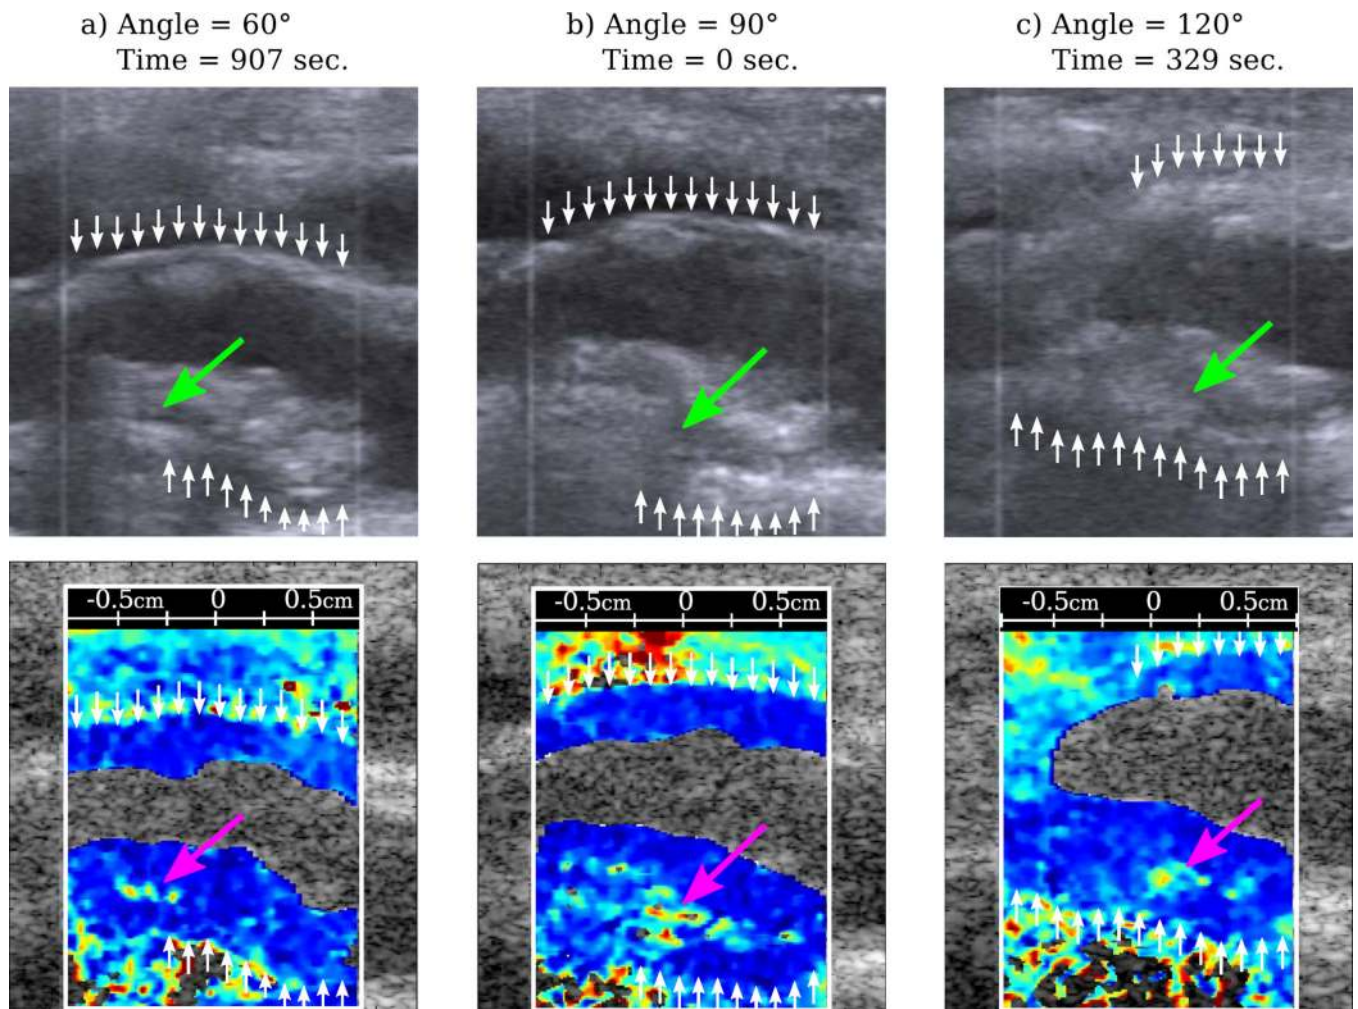 a) Angle = 60°
Time = 907 sec.
b) Angle = 90°
Time = 0 sec.
c) Angle = 120°
Time = 329 sec.
-0.5cm 0 0.5cm
-0.5cm 0 0.5cm
-0.5cm 0 0.5cm